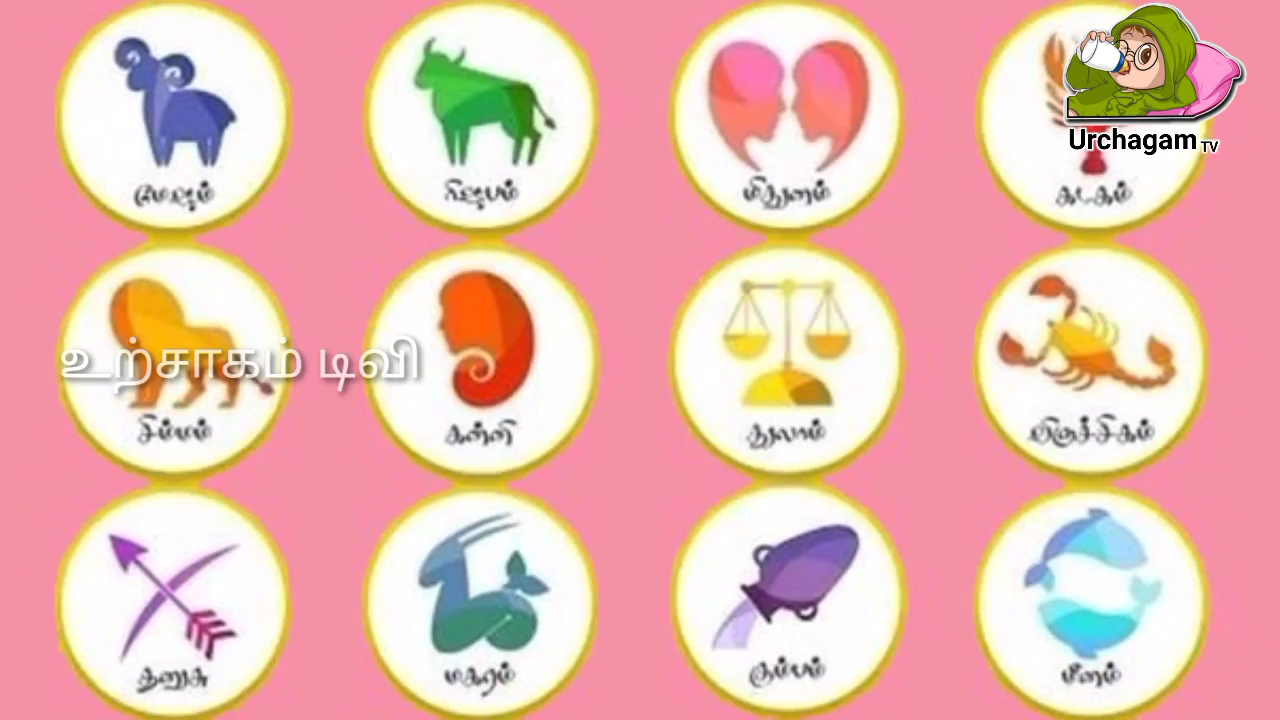 Urchagam TV
மேஷம்
ரிஷபம்
மிதுனம்
கடகம்
உற்சாகம் டிவி
சிம்மம்
கன்னி
துலாம்
விருச்சிகம்
தனுசு
மகரம்
கும்பம்
மீனம்